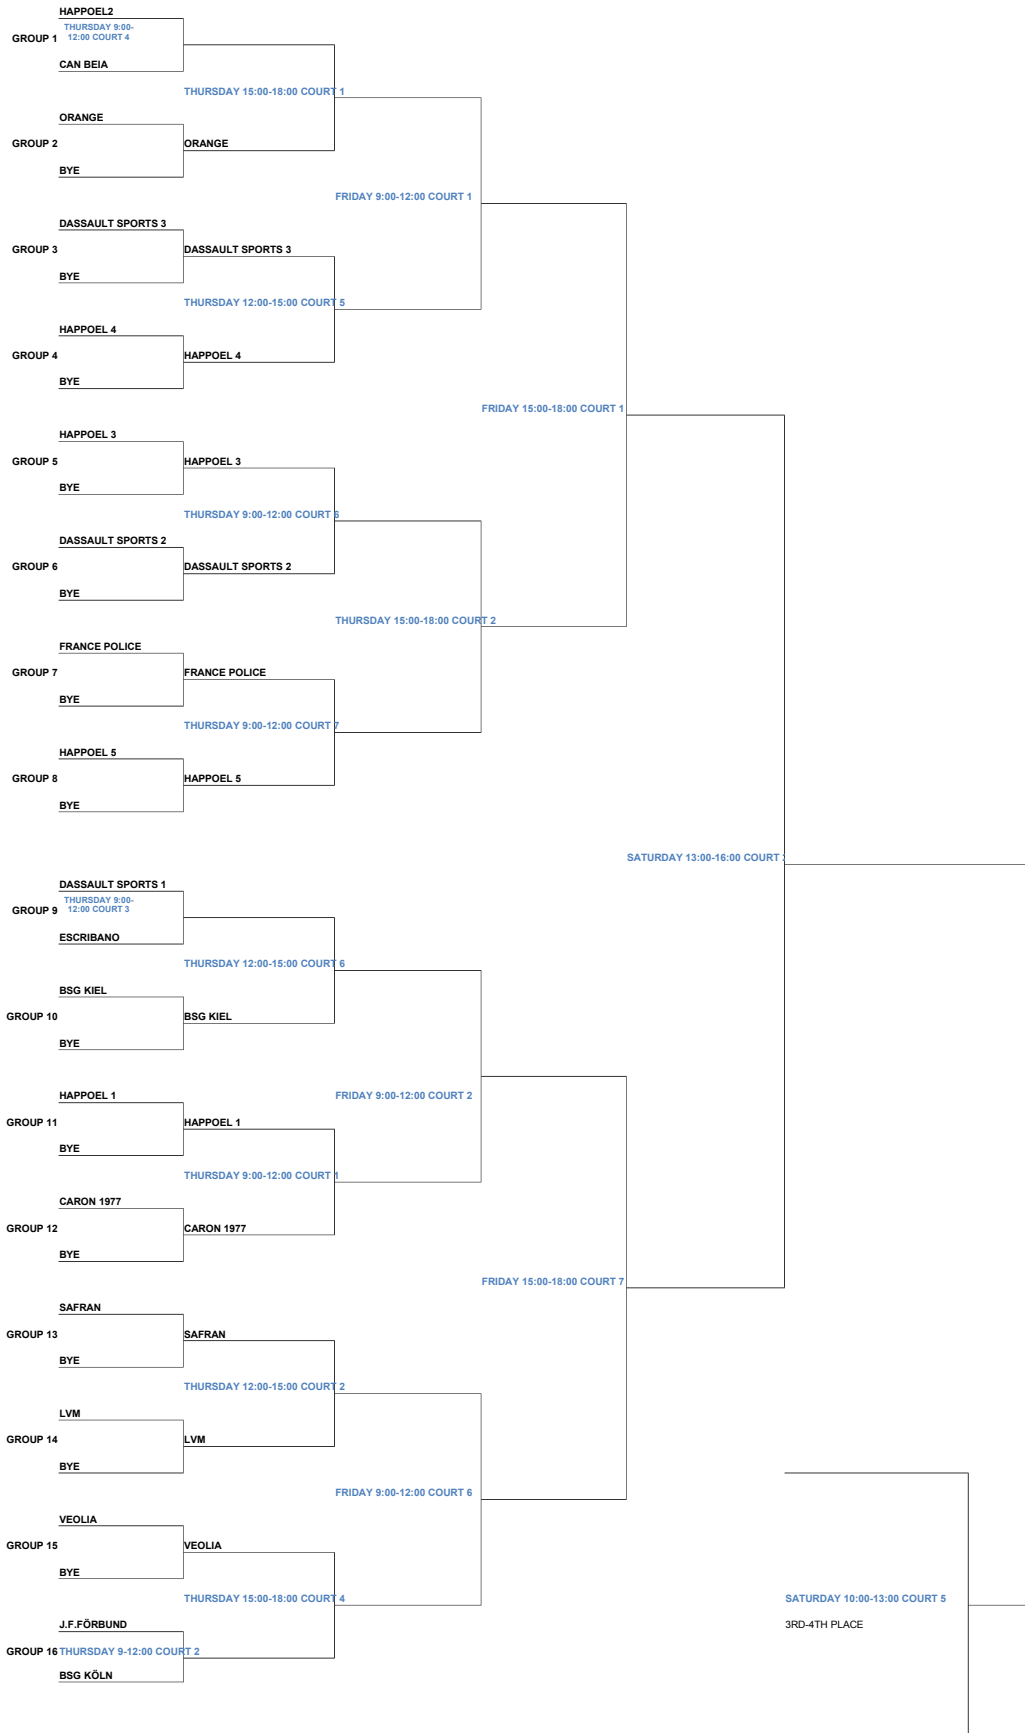 HAPPOEL2
THURSDAY 9:00-
12:00 COURT 4
GROUP 1
CAN BEIA
THURSDAY 15:00-18:00 COURT 1
ORANGE
GROUP 2
ORANGE
BYE
FRIDAY 9:00-12:00 COURT 1
DASSAULT SPORTS 3
GROUP 3
DASSAULT SPORTS 3
BYE
THURSDAY 12:00-15:00 COURT 5
HAPPOEL 4
GROUP 4
HAPPOEL 4
BYE
FRIDAY 15:00-18:00 COURT 1
HAPPOEL 3
GROUP 5
HAPPOEL 3
BYE
THURSDAY 9:00-12:00 COURT 6
DASSAULT SPORTS 2
GROUP 6
DASSAULT SPORTS 2
BYE
THURSDAY 15:00-18:00 COURT 2
FRANCE POLICE
GROUP 7
FRANCE POLICE
BYE
THURSDAY 9:00-12:00 COURT 7
HAPPOEL 5
GROUP 8
HAPPOEL 5
BYE
SATURDAY 13:00-16:00 COURT
DASSAULT SPORTS 1
THURSDAY 9:00-
12:00 COURT 3
GROUP 9
ESCRIBANO
THURSDAY 12:00-15:00 COURT 6
BSG KIEL
GROUP 10
BSG KIEL
BYE
FRIDAY 9:00-12:00 COURT 2
HAPPOEL 1
GROUP 11
HAPPOEL 1
BYE
THURSDAY 9:00-12:00 COURT 1
CARON 1977
GROUP 12
CARON 1977
BYE
FRIDAY 15:00-18:00 COURT 7
SAFRAN
GROUP 13
SAFRAN
BYE
THURSDAY 12:00-15:00 COURT 2
LVM
GROUP 14
LVM
BYE
FRIDAY 9:00-12:00 COURT 6
VEOLIA
GROUP 15
VEOLIA
BYE
THURSDAY 15:00-18:00 COURT 4
SATURDAY 10:00-13:00 COURT 5
3RD-4TH PLACE
J.F.FÖRBUND
GROUP 16
THURSDAY 9-12:00 COURT 2
BSG KÖLN